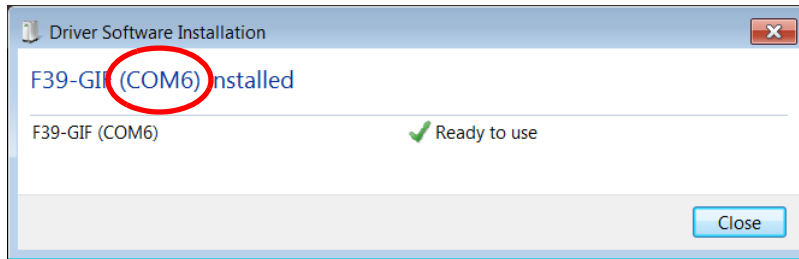 Driver Software Installation
F39-GIF (COM6) installed
F39-GIF (COM6) Ready to use
Close